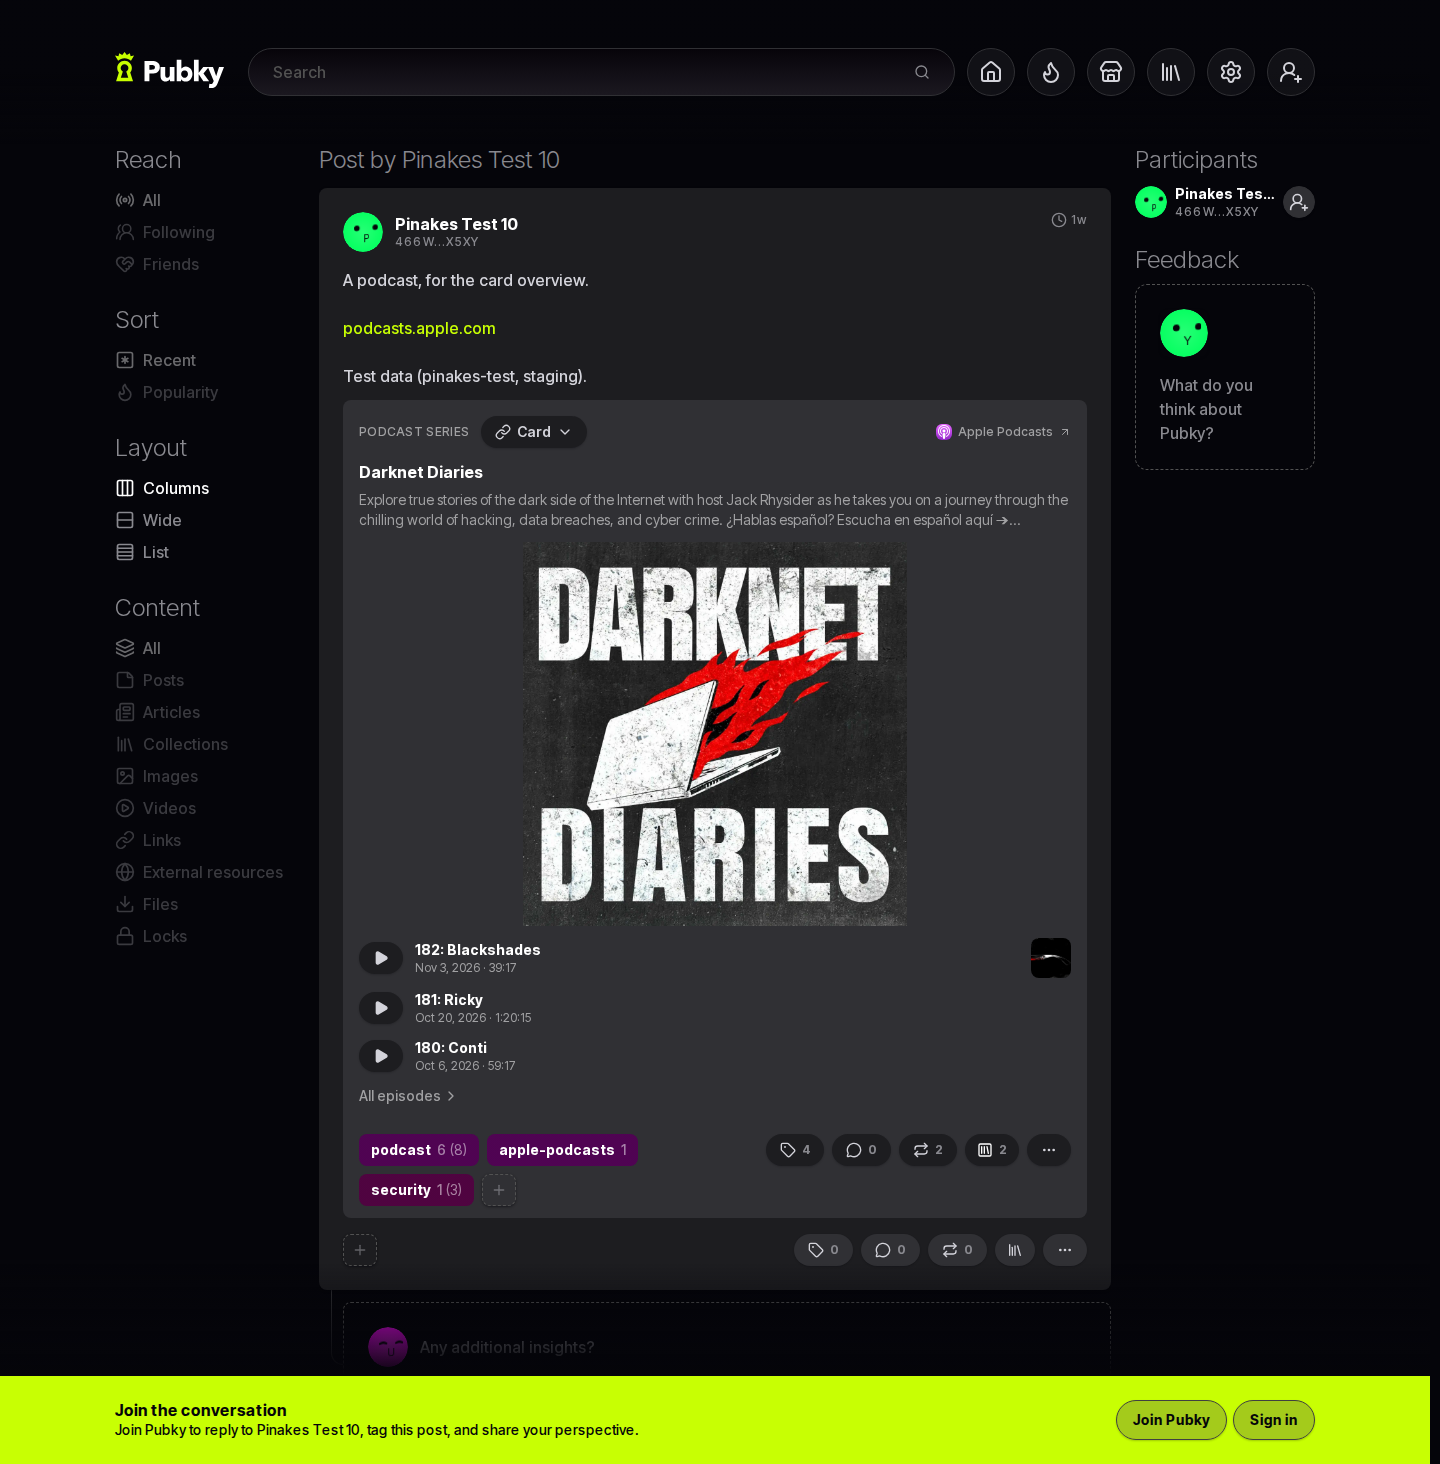 Pubky
Search
Reach
All
Following
Friends
Sort
Recent
Popularity
Layout
Columns
Wide
List
Content
All
Posts
Articles
Collections
Images
Videos
Links
External resources
Files
Locks
Post by Pinakes Test 10
Pinakes Test 10
466W...X5XY
1w
A podcast, for the card overview.
podcasts.apple.com
Test data (pinakes-test, staging).
PODCAST SERIES
Card
Apple Podcasts
Darknet Diaries
Explore true stories of the dark side of the Internet with host Jack Rhysider as he takes you on a journey through the
chilling world of hacking, data breaches, and cyber crime. ¿Hablas español? Escucha en español aquí ➔...
DARKNET
DIARIES
182: Blackshades
Nov 3, 2026 · 39:17
181: Ricky
Oct 20, 2026 · 1:20:15
180: Conti
Oct 6, 2026 · 59:17
All episodes
podcast 6 (8)
apple-podcasts 1
4
0
2
2
security 1 (3)
0
0
0
Any additional insights?
Participants
Pinakes Tes...
466W...X5XY
Feedback
What do you
think about
Pubky?
Join the conversation
Join Pubky to reply to Pinakes Test 10, tag this post, and share your perspective.
Join Pubky
Sign in